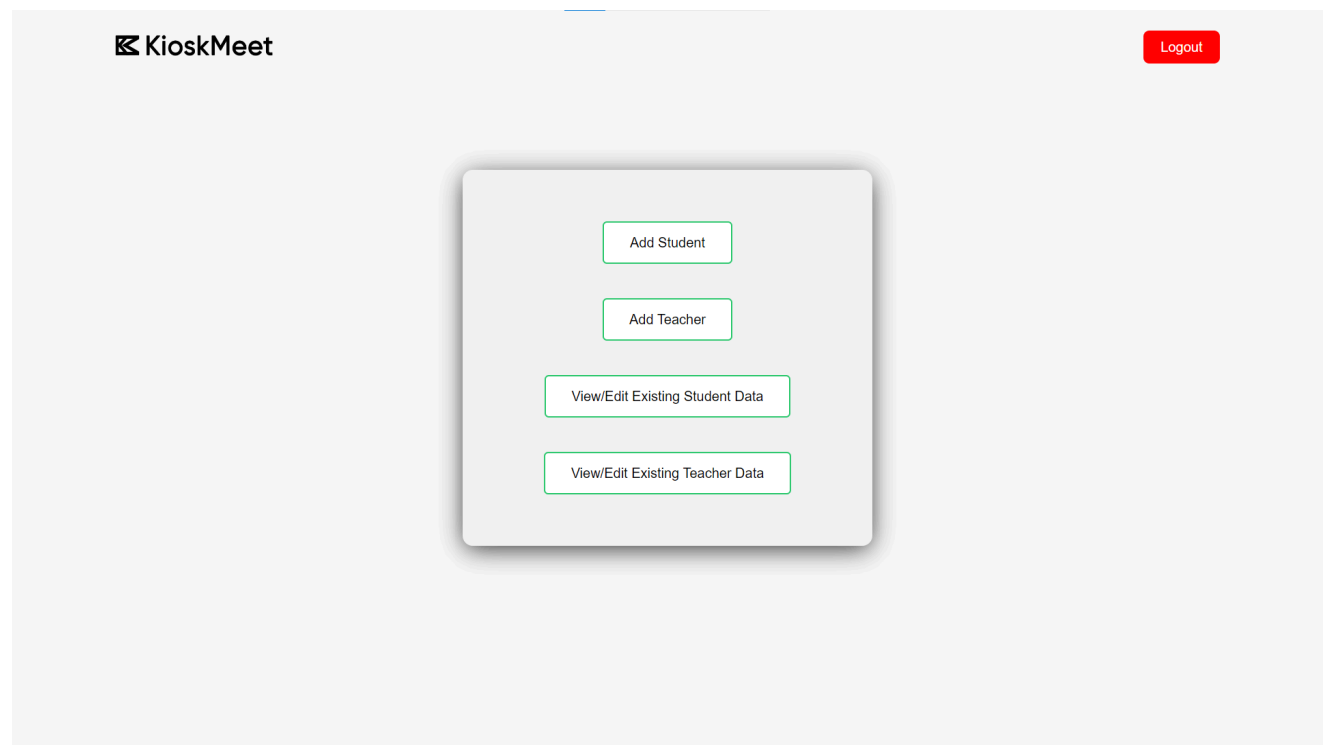 KioskMeet
Logout
Add Student
Add Teacher
View/Edit Existing Student Data
View/Edit Existing Teacher Data